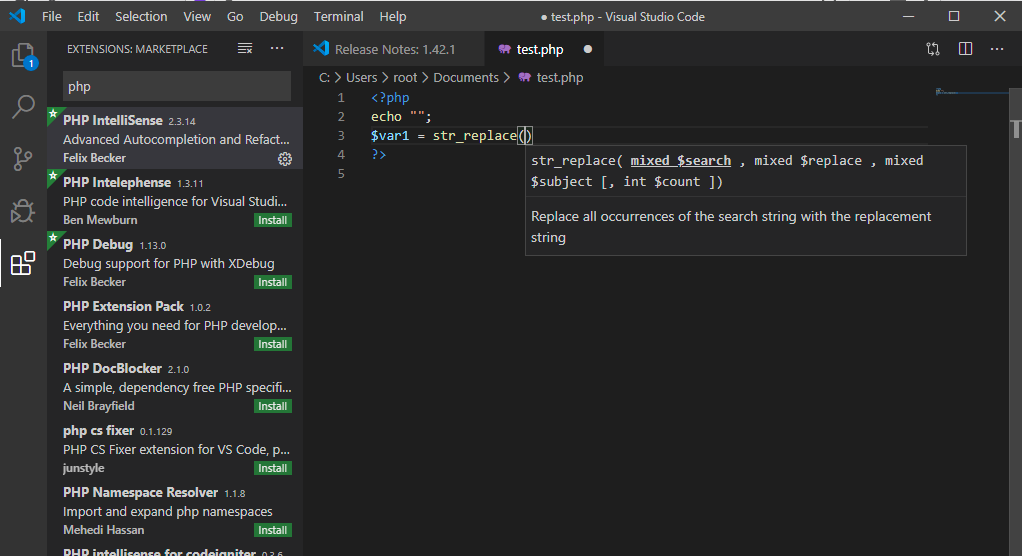 File Edit Selection View Go Debug Terminal Help
● test.php - Visual Studio Code
EXTENSIONS: MARKETPLACE
1
php
PHP IntelliSense 2.3.14
Advanced Autocompletion and Refact...
Felix Becker
PHP Intelephense 1.3.11
PHP code intelligence for Visual Studi...
Ben Mewburn Install
PHP Debug 1.13.0
Debug support for PHP with XDebug
Felix Becker Install
PHP Extension Pack 1.0.2
Everything you need for PHP develop...
Felix Becker Install
PHP DocBlocker 2.1.0
A simple, dependency free PHP specifi...
Neil Brayfield Install
php cs fixer 0.1.129
PHP CS Fixer extension for VS Code, p...
junstyle Install
PHP Namespace Resolver 1.1.8
Import and expand php namespaces
Mehedi Hassan Install
PHP intellisense for codeigniter 0.3.6
Release Notes: 1.42.1 test.php ●
C: > Users > root > Documents > test.php
1 <?php
2 echo "";
3 $var1 = str_replace()
4 ?>
5
str_replace( mixed $search , mixed $replace , mixed
$subject [, int $count ])
Replace all occurrences of the search string with the replacement
string